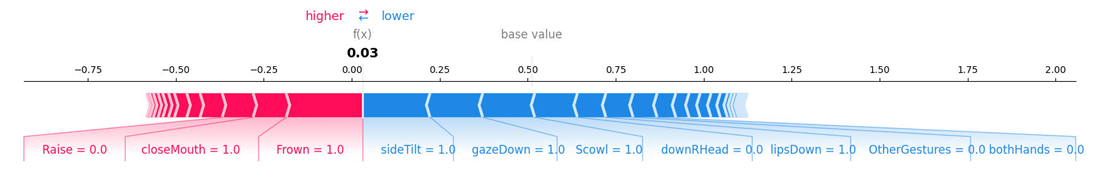 higher ⇄ lower
f(x) base value
0.03
−0.75 −0.50 −0.25 0.00 0.25 0.50 0.75 1.00 1.25 1.50 1.75 2.00
Raise = 0.0 closeMouth = 1.0 Frown = 1.0 sideTilt = 1.0 gazeDown = 1.0 Scowl = 1.0 downRHead = 0.0 lipsDown = 1.0 OtherGestures = 0.0 bothHands = 0.0